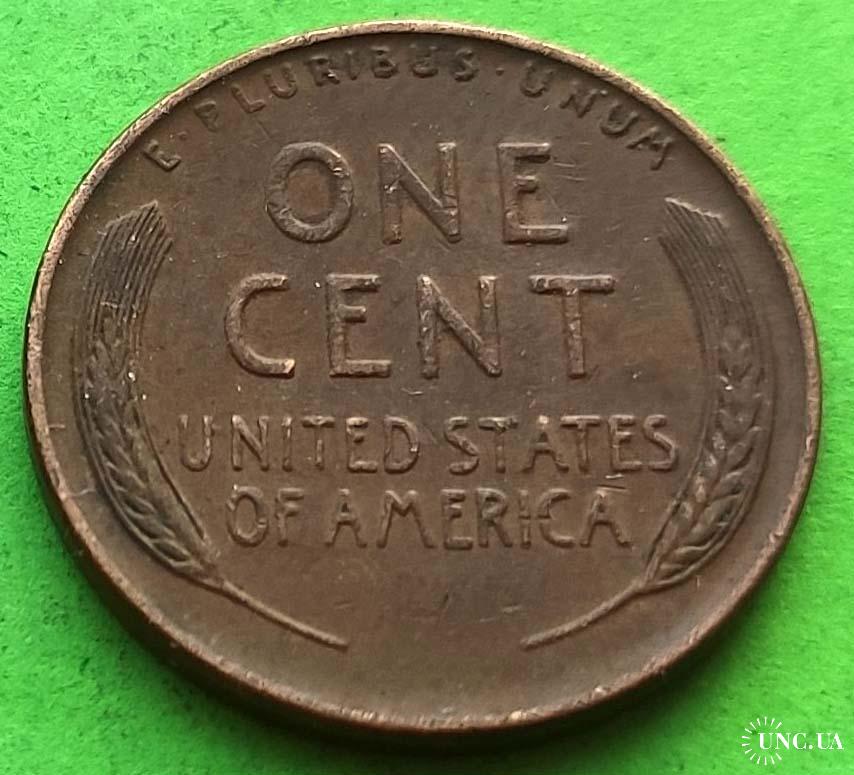 E · PLURIBUS · UNUM
ONE
CENT
UNITED STATES
OF AMERICA
UNC.UA